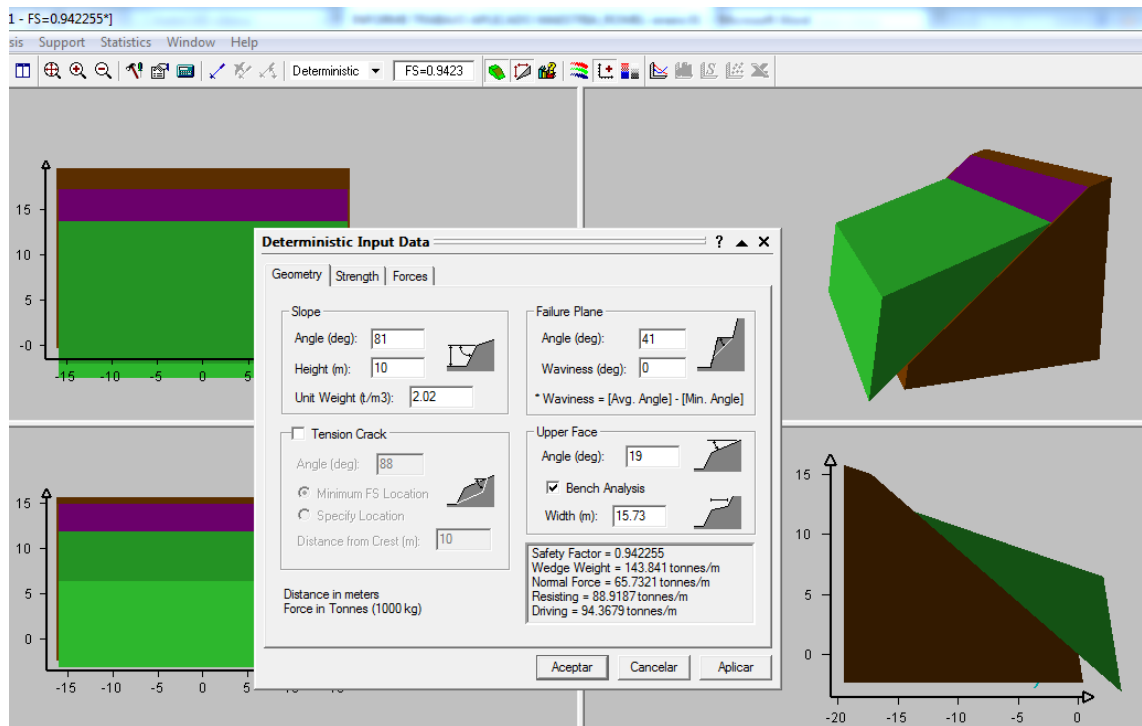 1 - FS=0.942255*]
sis Support Statistics Window Help
Deterministic FS=0.9423
15
10
5
-0
-15 -10 -5 0 5
15
10
5
0
-15 -10 -5 0 5 10
15
10
5
0
-20 -15 -10 -5 0
Deterministic Input Data
Geometry Strength Forces
Slope
Angle (deg): 81
Height (m): 10
Unit Weight (t/m3): 2.02
Tension Crack
Angle (deg): 88
Minimum FS Location
Specify Location
Distance from Crest (m): 10
Distance in meters
Force in Tonnes (1000 kg)
Failure Plane
Angle (deg): 41
Waviness (deg): 0
* Waviness = [Avg. Angle] - [Min. Angle]
Upper Face
Angle (deg): 19
Bench Analysis
Width (m): 15.73
Safety Factor = 0.942255
Wedge Weight = 143.841 tonnes/m
Normal Force = 65.7321 tonnes/m
Resisting = 88.9187 tonnes/m
Driving = 94.3679 tonnes/m
Aceptar Cancelar Aplicar